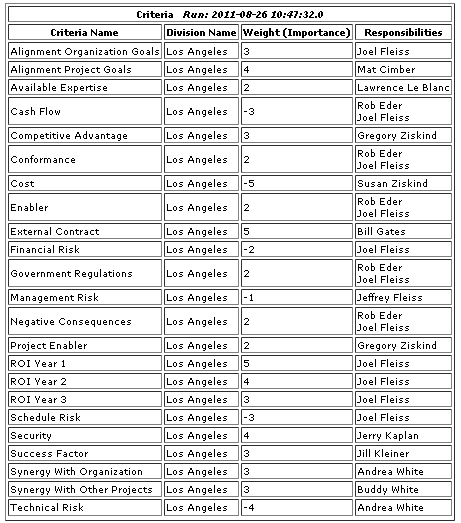 Criteria Run: 2011-08-26 10:47:32.0
Criteria Name Division Name Weight (Importance) Responsibilities
Alignment Organization Goals Los Angeles 3 Joel Fleiss
Alignment Project Goals Los Angeles 4 Mat Cimber
Available Expertise Los Angeles 2 Lawrence Le Blanc
Cash Flow Los Angeles -3 Rob Eder
Joel Fleiss
Competitive Advantage Los Angeles 3 Gregory Ziskind
Conformance Los Angeles 2 Rob Eder
Joel Fleiss
Cost Los Angeles -5 Susan Ziskind
Enabler Los Angeles 2 Rob Eder
Joel Fleiss
External Contract Los Angeles 5 Bill Gates
Financial Risk Los Angeles -2 Joel Fleiss
Government Regulations Los Angeles 2 Rob Eder
Joel Fleiss
Management Risk Los Angeles -1 Jeffrey Fleiss
Negative Consequences Los Angeles 2 Rob Eder
Joel Fleiss
Project Enabler Los Angeles 2 Gregory Ziskind
ROI Year 1 Los Angeles 5 Joel Fleiss
ROI Year 2 Los Angeles 4 Joel Fleiss
ROI Year 3 Los Angeles 3 Joel Fleiss
Schedule Risk Los Angeles -3 Joel Fleiss
Security Los Angeles 4 Jerry Kaplan
Success Factor Los Angeles 3 Jill Kleiner
Synergy With Organization Los Angeles 3 Andrea White
Synergy With Other Projects Los Angeles 3 Buddy White
Technical Risk Los Angeles -4 Andrea White